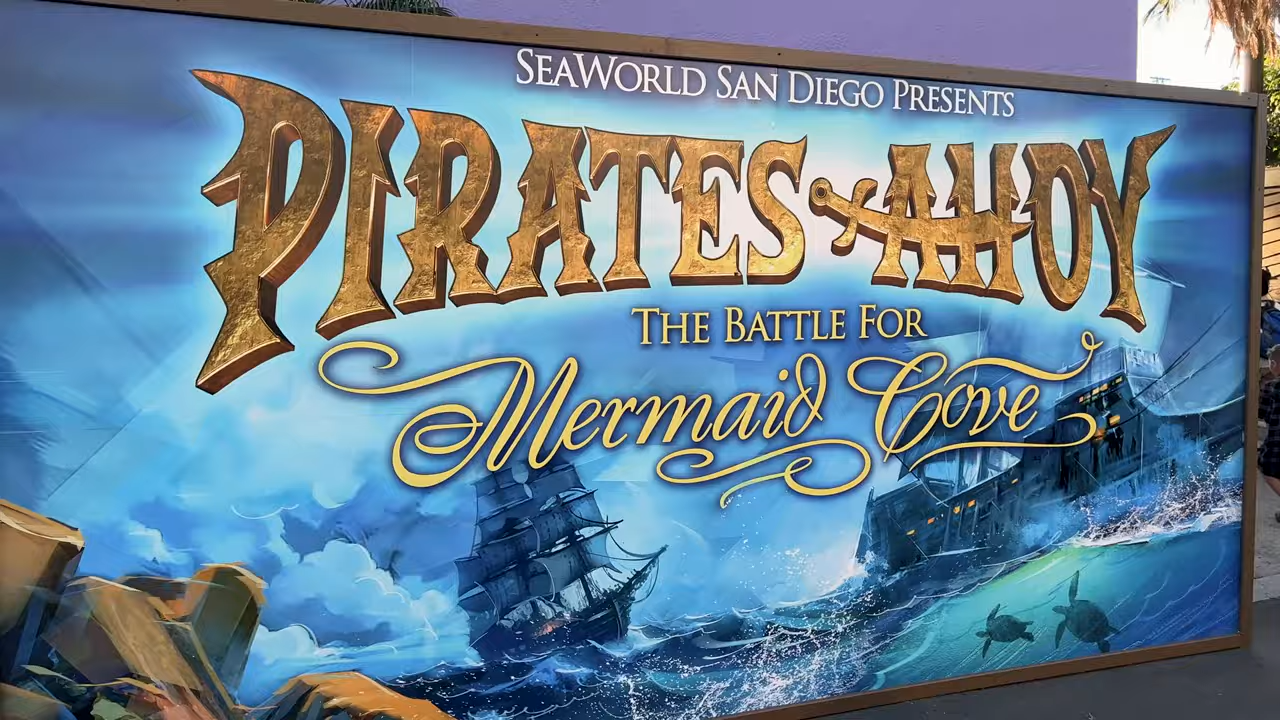 SEAWORLD SAN DIEGO PRESENTS
PIRATES AHOY
THE BATTLE FOR
Mermaid Cove